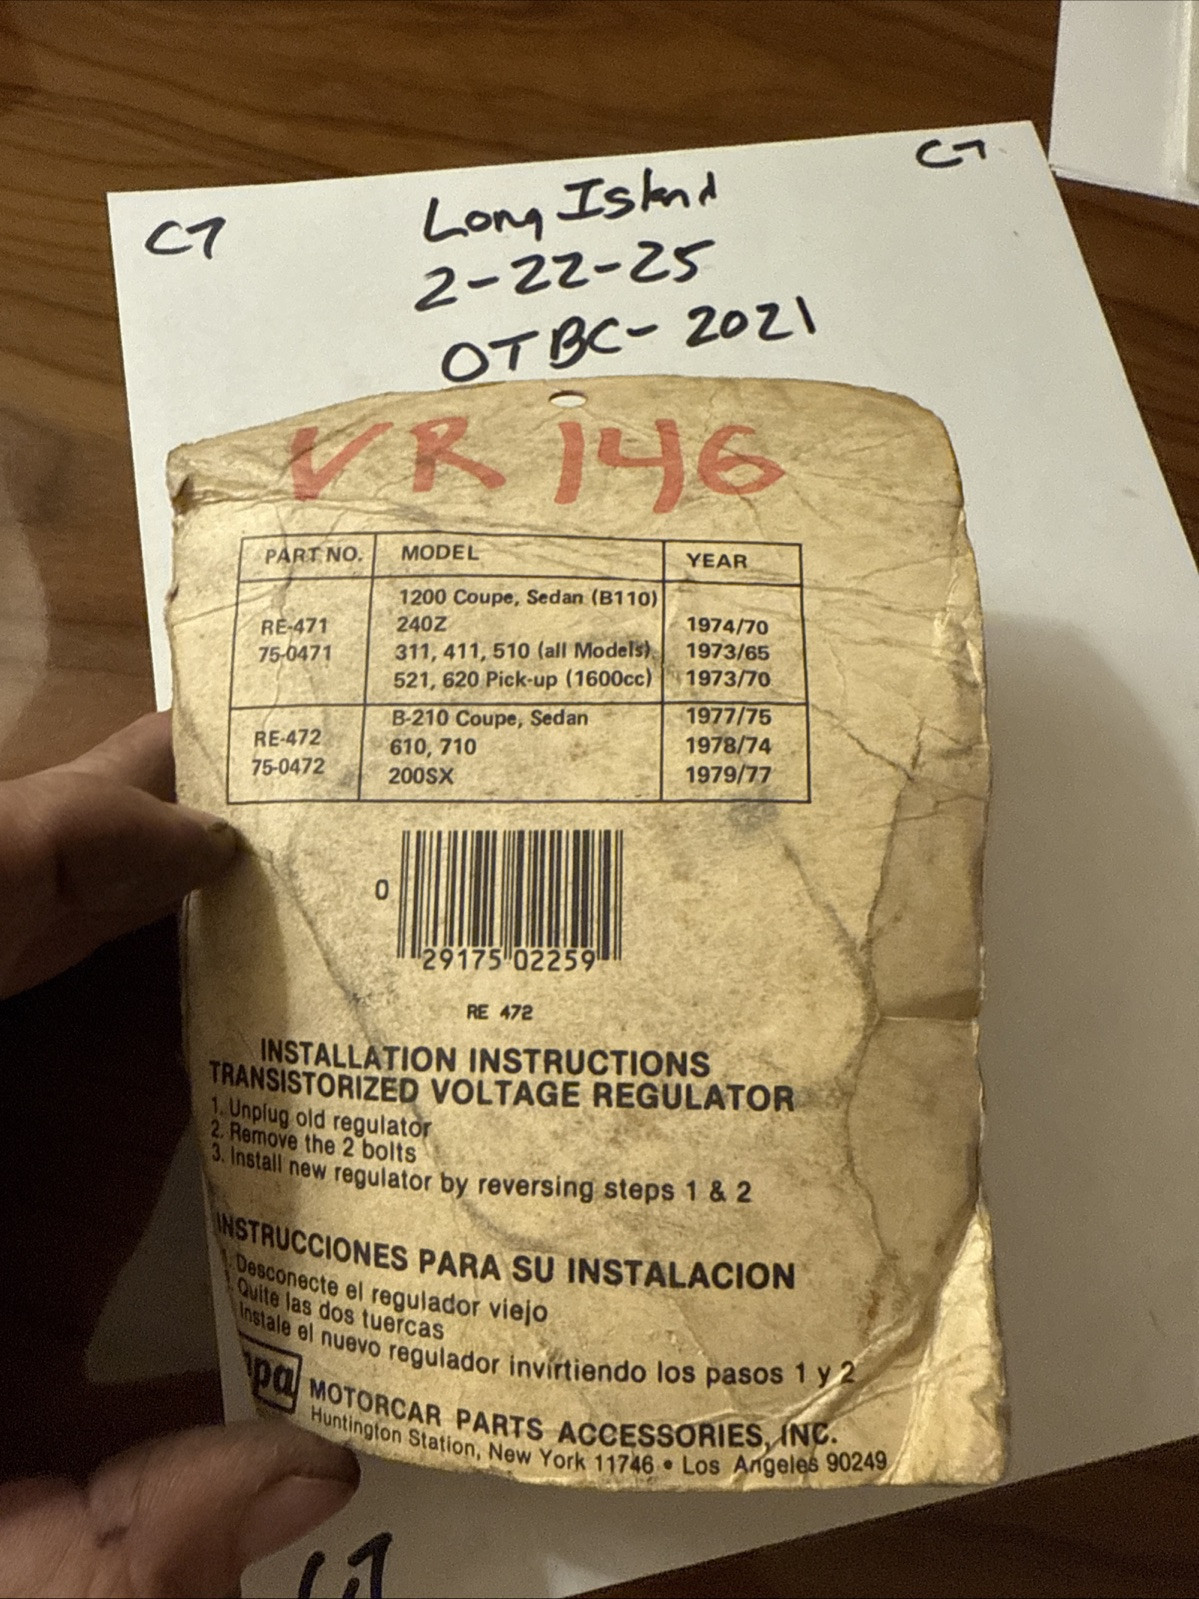 C7
C7
Long Island
2-22-25
OTBC-2021
VR 146
PART NO. MODEL YEAR
1200 Coupe, Sedan (B110)
RE-471 240Z 1974/70
75-0471 311, 411, 510 (all Models) 1973/65
521, 620 Pick-up (1600cc) 1973/70
B-210 Coupe, Sedan 1977/75
RE-472 610, 710 1978/74
75-0472 200SX 1979/77
0 29175 02259
RE 472
INSTALLATION INSTRUCTIONS
TRANSISTORIZED VOLTAGE REGULATOR
1. Unplug old regulator
2. Remove the 2 bolts
3. Install new regulator by reversing steps 1 & 2
INSTRUCCIONES PARA SU INSTALACION
Desconecte el regulador viejo
Quite las dos tuercas
Instale el nuevo regulador invirtiendo los pasos 1 y 2
pa
MOTORCAR PARTS ACCESSORIES, INC.
Huntington Station, New York 11746 • Los Angeles 90249